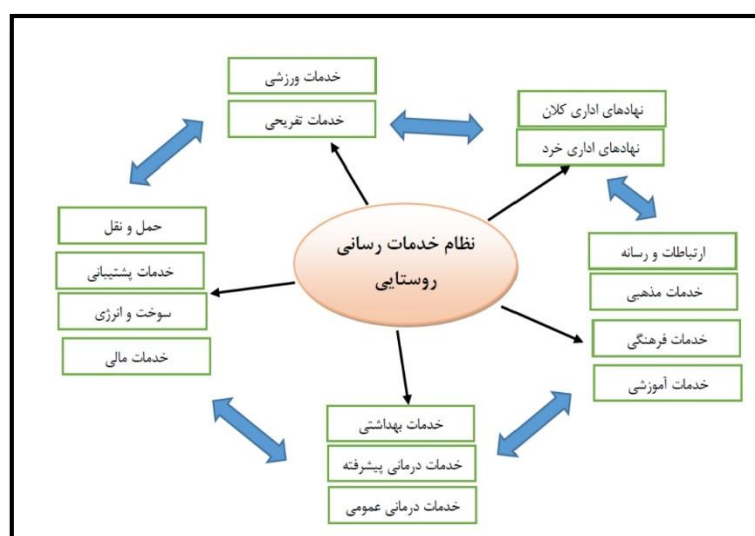 خدمات ورزشی
خدمات تفریحی
نهادهای اداری کلان
نهادهای اداری خرد
نظام خدمات رسانی
روستایی
ارتباطات و رسانه
خدمات مذهبی
خدمات فرهنگی
خدمات آموزشی
حمل و نقل
خدمات پشتیبانی
سوخت و انرژی
خدمات مالی
خدمات بهداشتی
خدمات درمانی پیشرفته
خدمات درمانی عمومی